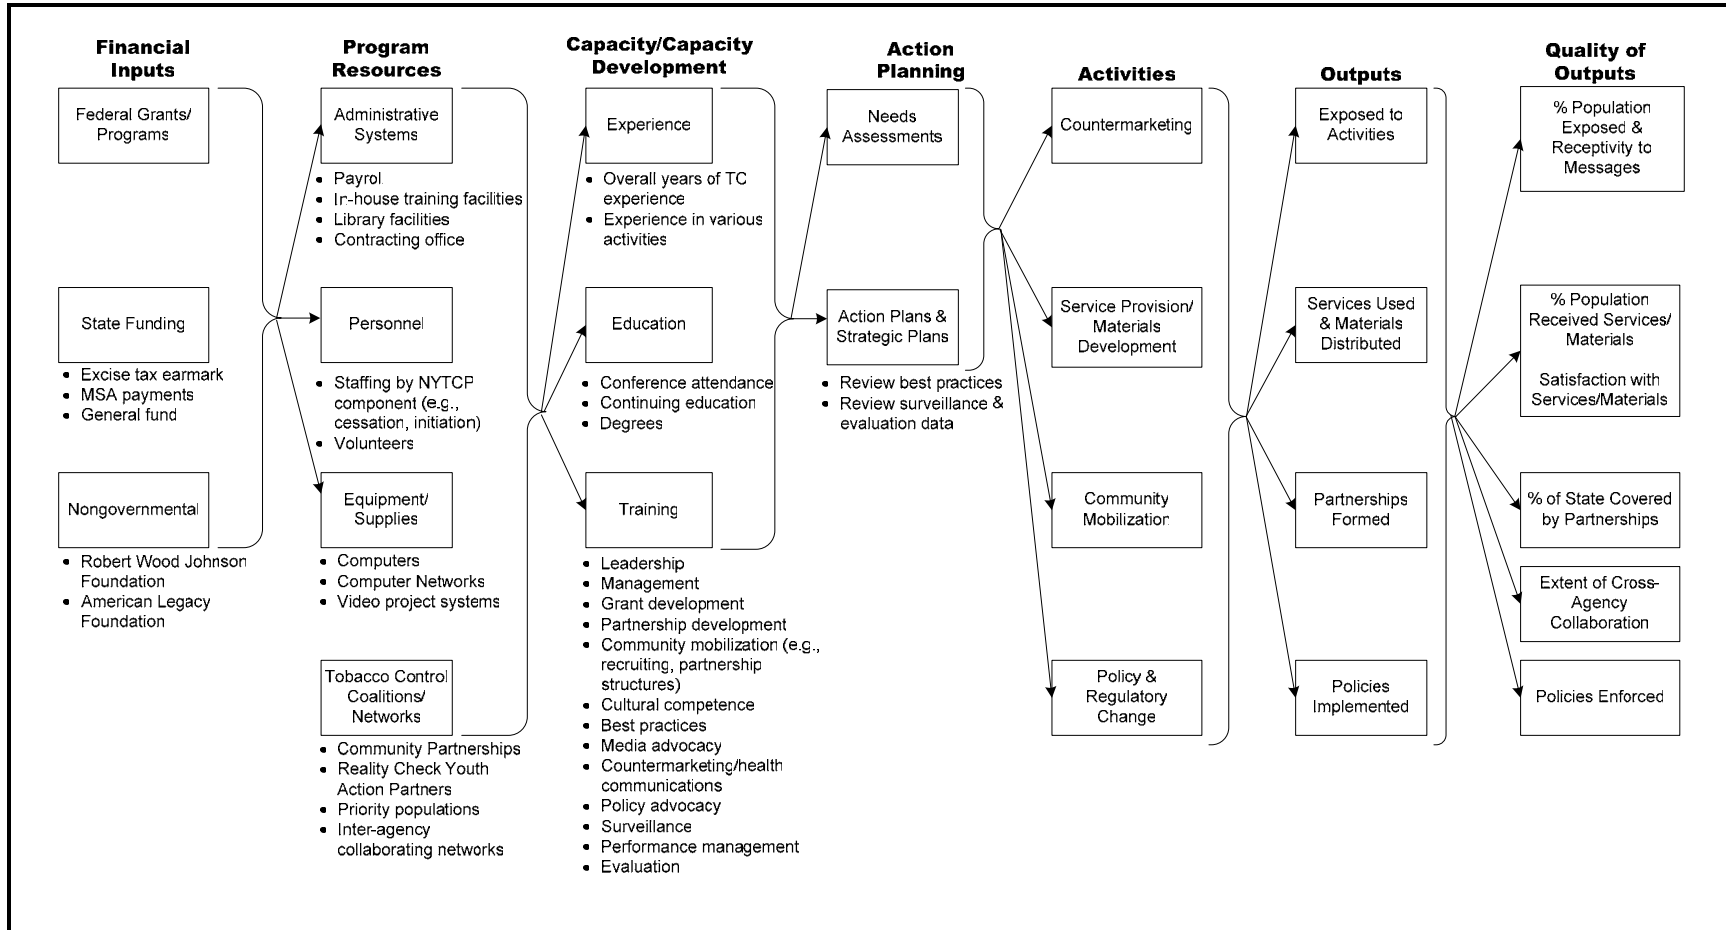 Financial
Inputs
Federal Grants/
Programs
State Funding
• Excise tax earmark
• MSA payments
• General fund
Nongovernmental
• Robert Wood Johnson
Foundation
• American Legacy
Foundation
Program
Resources
Administrative
Systems
• Payrol
• In-house training facilities
• Library facilities
• Contracting office
Personnel
• Staffing by NYTCP
component (e.g.,
cessation, initiation)
• Volunteers
Equipment/
Supplies
• Computers
• Computer Networks
• Video project systems
Tobacco Control
Coalitions/
Networks
• Community Partnerships
• Reality Check Youth
Action Partners
• Priority populations
• Inter-agency
collaborating networks
Capacity/Capacity
Development
Experience
• Overall years of TC
experience
• Experience in various
activities
Education
• Conference attendance
• Continuing education
• Degrees
Training
• Leadership
• Management
• Grant development
• Partnership development
• Community mobilization (e.g.,
recruiting, partnership
structures)
• Cultural competence
• Best practices
• Media advocacy
• Countermarketing/health
communications
• Policy advocacy
• Surveillance
• Performance management
• Evaluation
Action
Planning
Needs
Assessments
Action Plans &
Strategic Plans
• Review best practices
• Review surveillance &
evaluation data
Activities
Countermarketing
Service Provision/
Materials
Development
Community
Mobilization
Policy &
Regulatory
Change
Outputs
Exposed to
Activities
Services Used
& Materials
Distributed
Partnerships
Formed
Policies
Implemented
Quality of
Outputs
% Population
Exposed &
Receptivity to
Messages
% Population
Received Services/
Materials
Satisfaction with
Services/Materials
% of State Covered
by Partnerships
Extent of Cross-
Agency
Collaboration
Policies Enforced